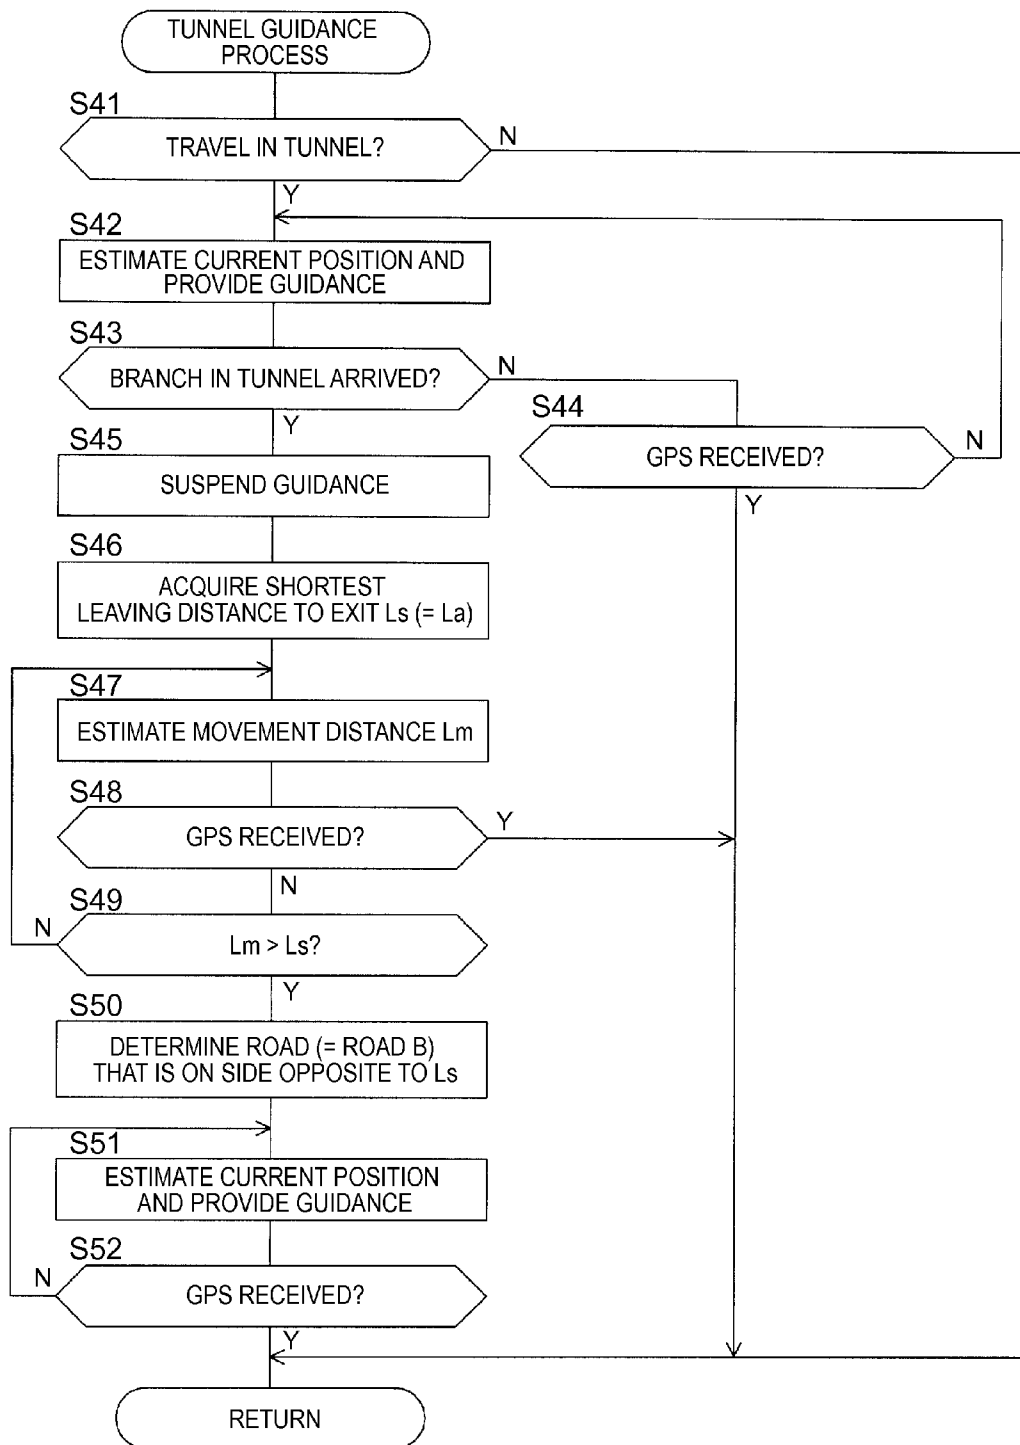 TUNNEL GUIDANCE
PROCESS
S41
TRAVEL IN TUNNEL?
N
Y
S42
ESTIMATE CURRENT POSITION AND
PROVIDE GUIDANCE
S43
BRANCH IN TUNNEL ARRIVED?
N
Y
S44
GPS RECEIVED?
N
Y
S45
SUSPEND GUIDANCE
S46
ACQUIRE SHORTEST
LEAVING DISTANCE TO EXIT Ls (= La)
S47
ESTIMATE MOVEMENT DISTANCE Lm
S48
GPS RECEIVED?
Y
N
S49
N
Lm > Ls?
Y
S50
DETERMINE ROAD (= ROAD B)
THAT IS ON SIDE OPPOSITE TO Ls
S51
ESTIMATE CURRENT POSITION
AND PROVIDE GUIDANCE
S52
N
GPS RECEIVED?
Y
RETURN